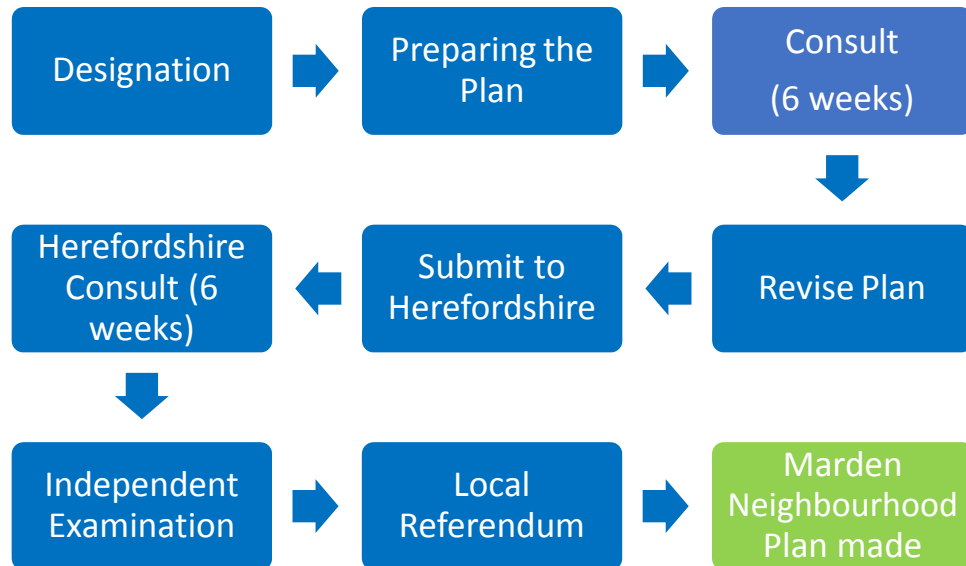 Designation
Preparing the
Plan
Consult
(6 weeks)
Revise Plan
Submit to
Herefordshire
Herefordshire
Consult (6
weeks)
Independent
Examination
Local
Referendum
Marden
Neighbourhood
Plan made